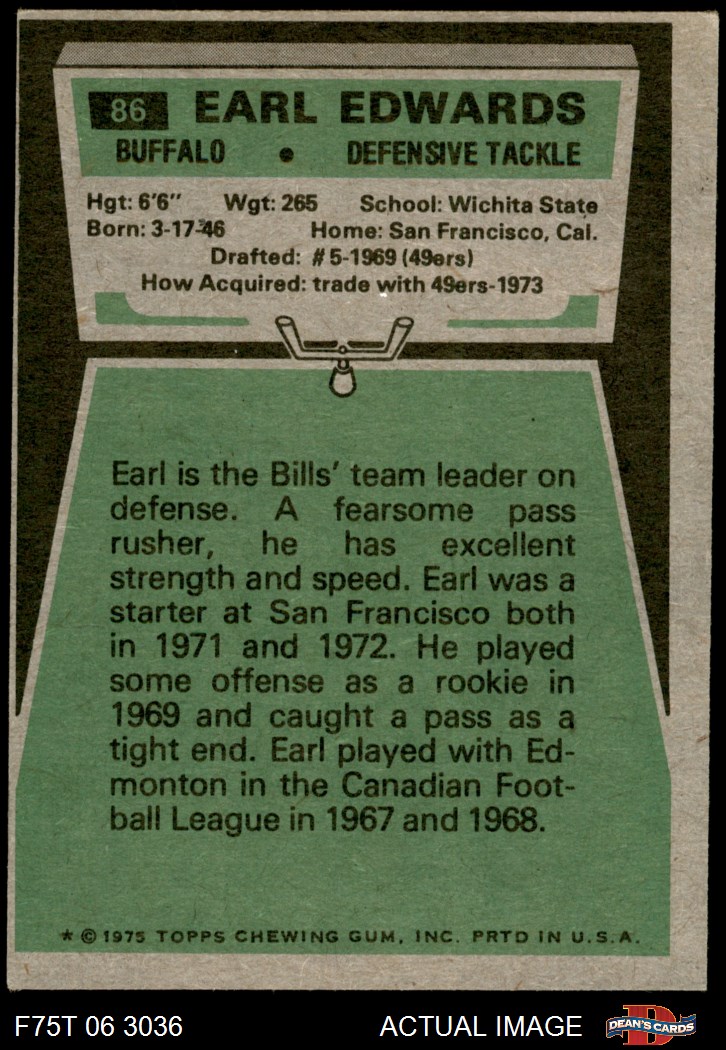 86 EARL EDWARDS
BUFFALO • DEFENSIVE TACKLE
Hgt: 6'6" Wgt: 265 School: Wichita State
Born: 3-17-46 Home: San Francisco, Cal.
Drafted: #5-1969 (49ers)
How Acquired: trade with 49ers-1973
Earl is the Bills' team leader on
defense. A fearsome pass
rusher, he has excellent
strength and speed. Earl was a
starter at San Francisco both
in 1971 and 1972. He played
some offense as a rookie in
1969 and caught a pass as a
tight end. Earl played with Ed-
monton in the Canadian Foot-
ball League in 1967 and 1968.
* © 1975 TOPPS CHEWING GUM, INC. PRTD IN U.S.A.
F75T 06 3036 ACTUAL IMAGE D DEAN'S CARDS